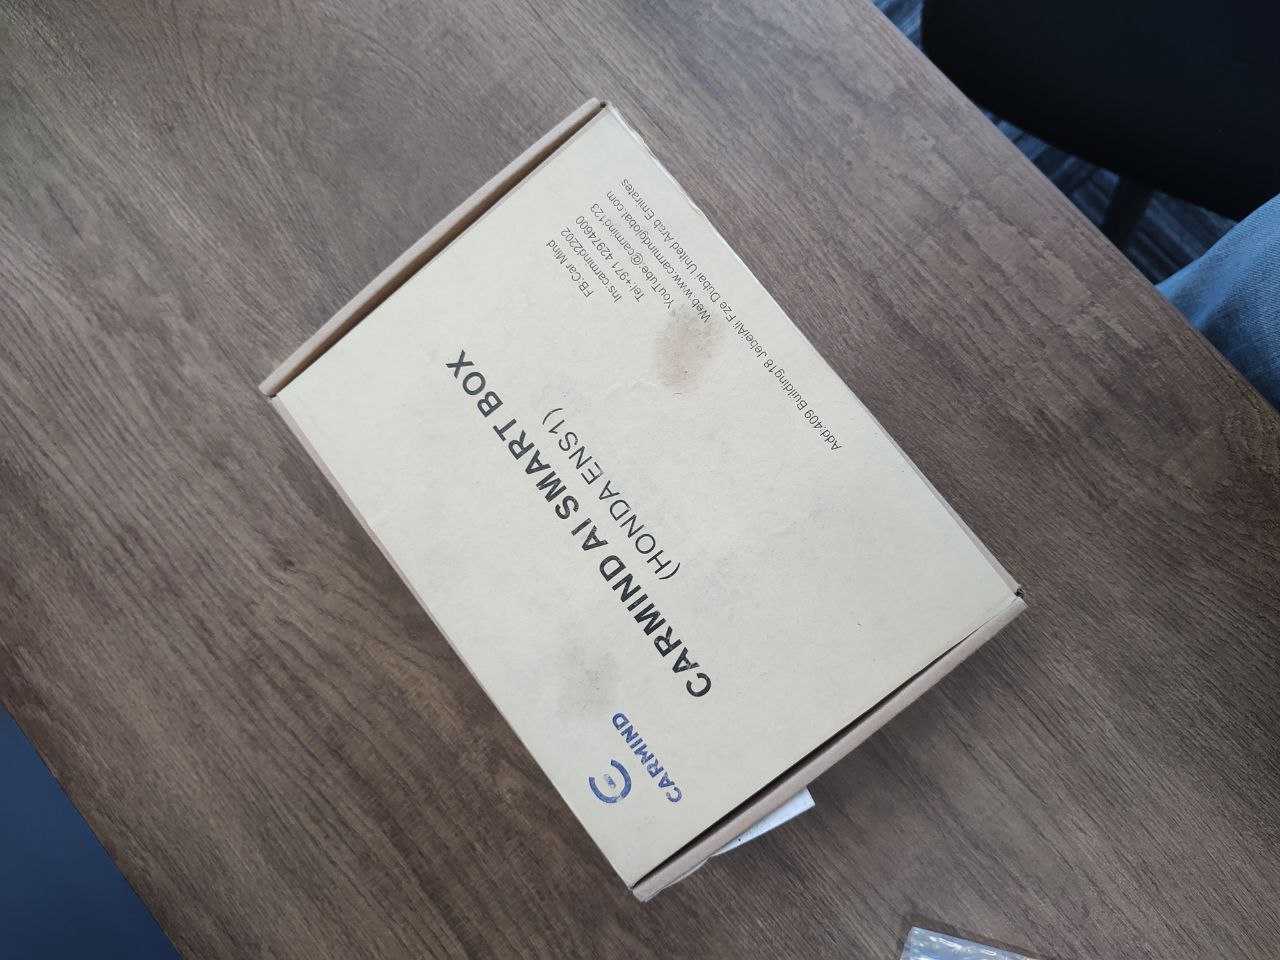 CARMIND
CARMIND AI SMART BOX
(HONDA ENS1)
FB:Car Mind
Ins:carmind2202
Tel:+971 42974600
YouTube:@carmind123
Web:www.carmindglobal.com
Add:409 Building18 JebelAli Fze Dubai United Arab Emirates